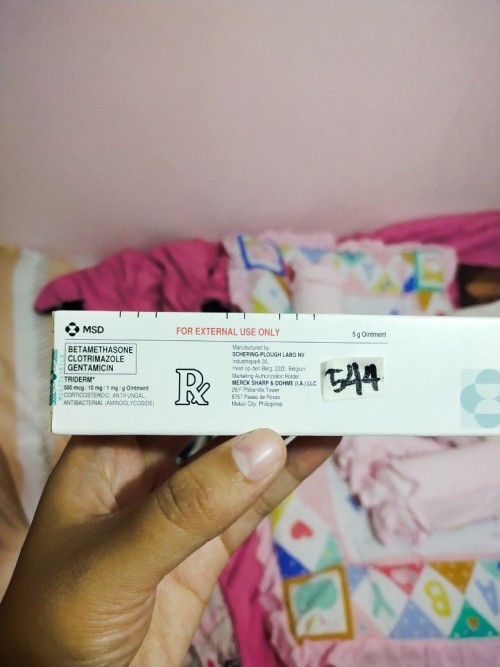 MSD
FOR EXTERNAL USE ONLY
5 g Ointment
BETAMETHASONE
CLOTRIMAZOLE
GENTAMICIN
TRIDERM®
500 mcg / 10 mg / 1 mg / g Ointment
CORTICOSTEROID, ANTIFUNGAL,
ANTIBACTERIAL (AMINOGLYCOSIDE)
Rx
Manufactured by:
SCHERING-PLOUGH LABO NV
Industriepark 30,
Heist-op-den-Berg, 2220, Belgium
Marketing Authorization Holder:
MERCK SHARP & DOHME (I.A.) LLC
26/F Philamlife Tower
8767 Paseo de Roxas
Makati City, Philippines
544
B Y